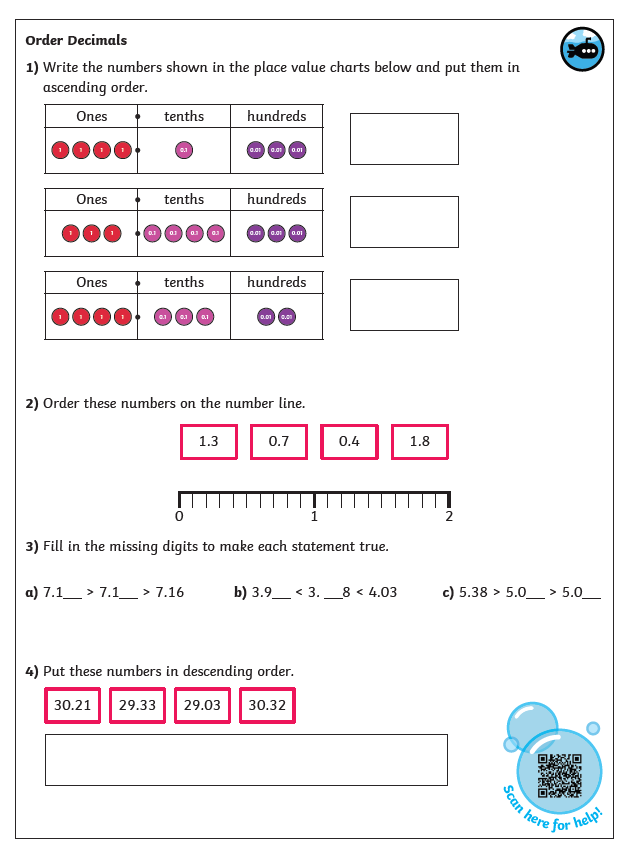 Order Decimals
1) Write the numbers shown in the place value charts below and put them in
ascending order.
Ones tenths hundreds
1 1 1 1 0.1 0.01 0.01 0.01
Ones tenths hundreds
1 1 1 0.1 0.1 0.1 0.1 0.01 0.01 0.01
Ones tenths hundreds
1 1 1 1 0.1 0.1 0.1 0.01 0.01
2) Order these numbers on the number line.
1.3 0.7 0.4 1.8
0 1 2
3) Fill in the missing digits to make each statement true.
a) 7.1__ > 7.1__ > 7.16 b) 3.9__ < 3. __8 < 4.03 c) 5.38 > 5.0__ > 5.0__
4) Put these numbers in descending order.
30.21 29.33 29.03 30.32
Scan here for help!